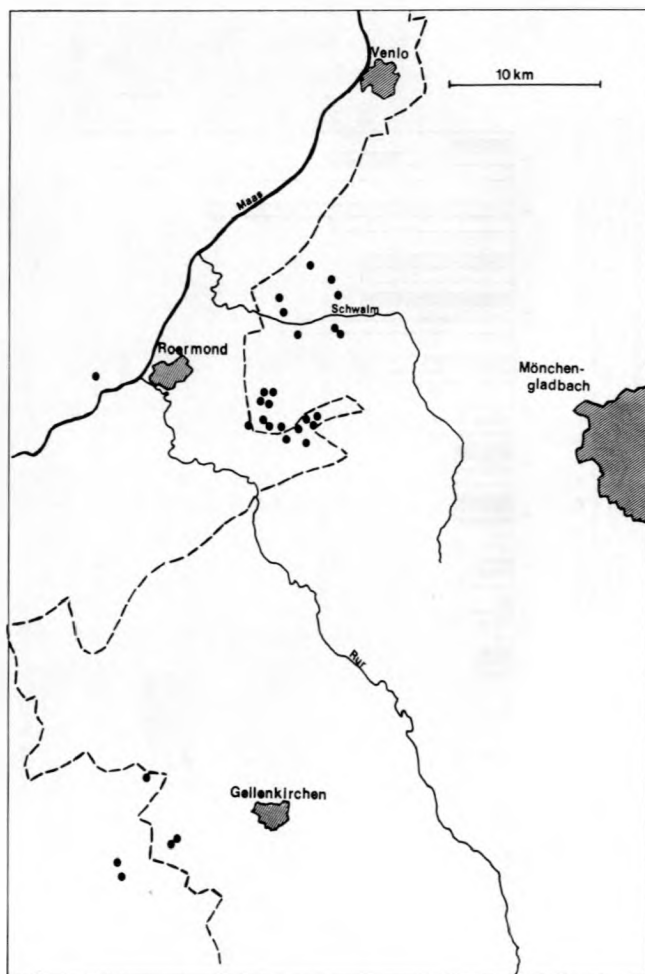 Venlo
10 km
Maas
Schwalm
Roermond
Mönchen-
gladbach
Rur
Geilenkirchen